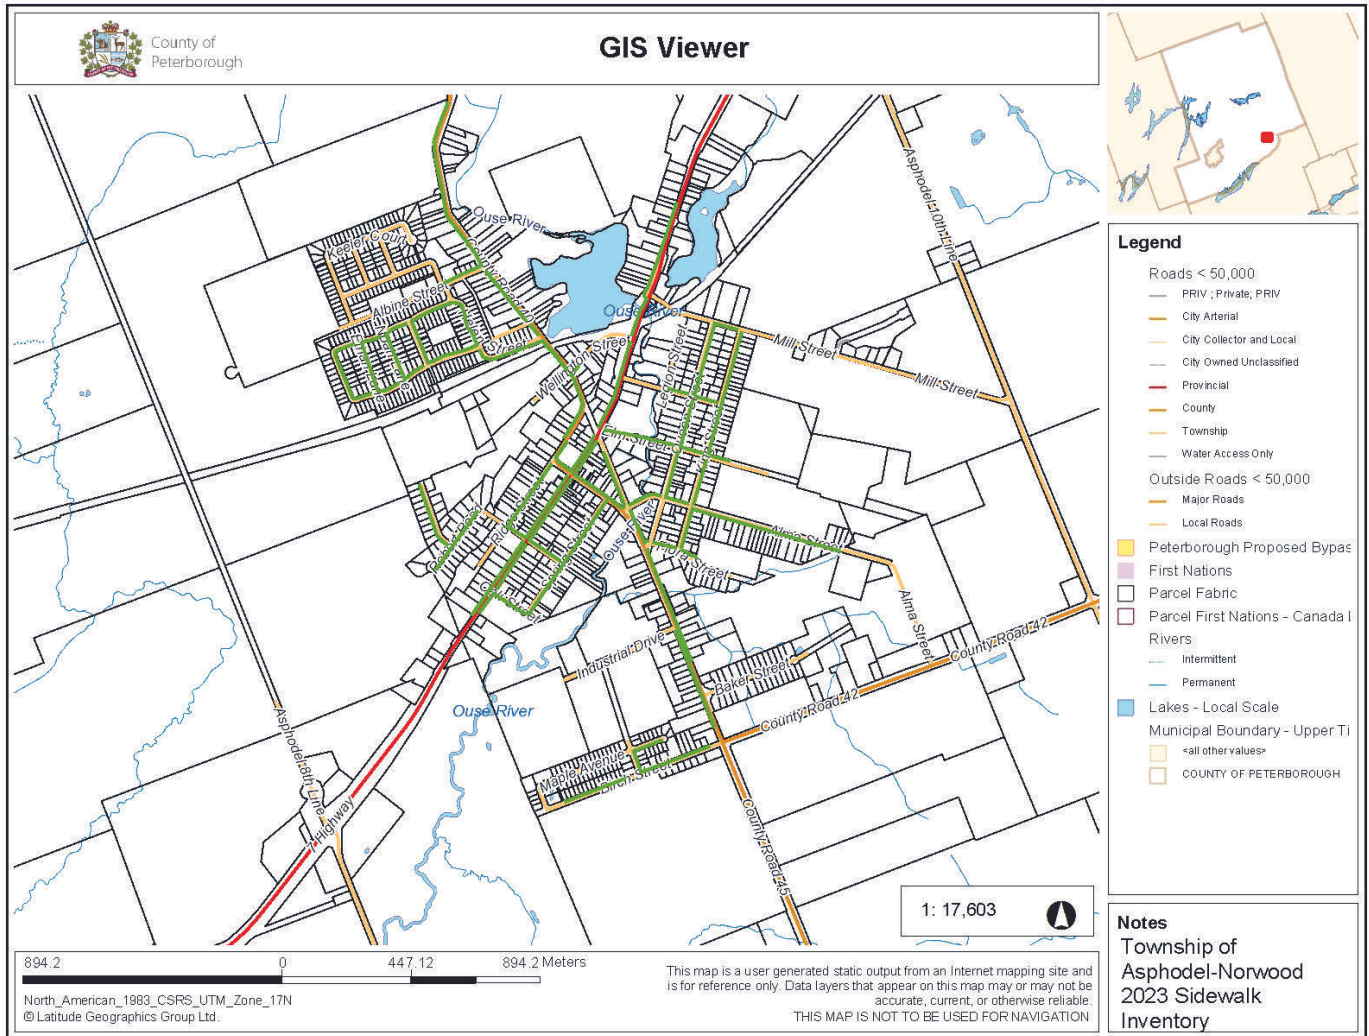 County of
Peterborough
GIS Viewer
Asphodel 10th Line
Ouse River
Keeler Court
Albine Street
Ouse River
Mill Street
Mill Street
Wellington Street
Elm Street
Ouse River
Alma Street
Industrial Drive
Baker Street
County Road 42
County Road 42
Ouse River
Asphodel 8th Line
Maple Avenue
Birch Street
7 Highway
County Road 45
1: 17,603
Legend
Roads < 50,000
PRIV ; Private; PRIV
City Arterial
City Collector and Local
City Owned Unclassified
Provincial
County
Township
Water Access Only
Outside Roads < 50,000
Major Roads
Local Roads
Peterborough Proposed Bypas
First Nations
Parcel Fabric
Parcel First Nations - Canada L
Rivers
Intermittent
Permanent
Lakes - Local Scale
Municipal Boundary - Upper Ti
<all other values>
COUNTY OF PETERBOROUGH
Notes
Township of
Asphodel-Norwood
2023 Sidewalk
Inventory
894.2 0 447.12 894.2 Meters
North_American_1983_CSRS_UTM_Zone_17N
© Latitude Geographics Group Ltd.
This map is a user generated static output from an Internet mapping site and
is for reference only. Data layers that appear on this map may or may not be
accurate, current, or otherwise reliable.
THIS MAP IS NOT TO BE USED FOR NAVIGATION